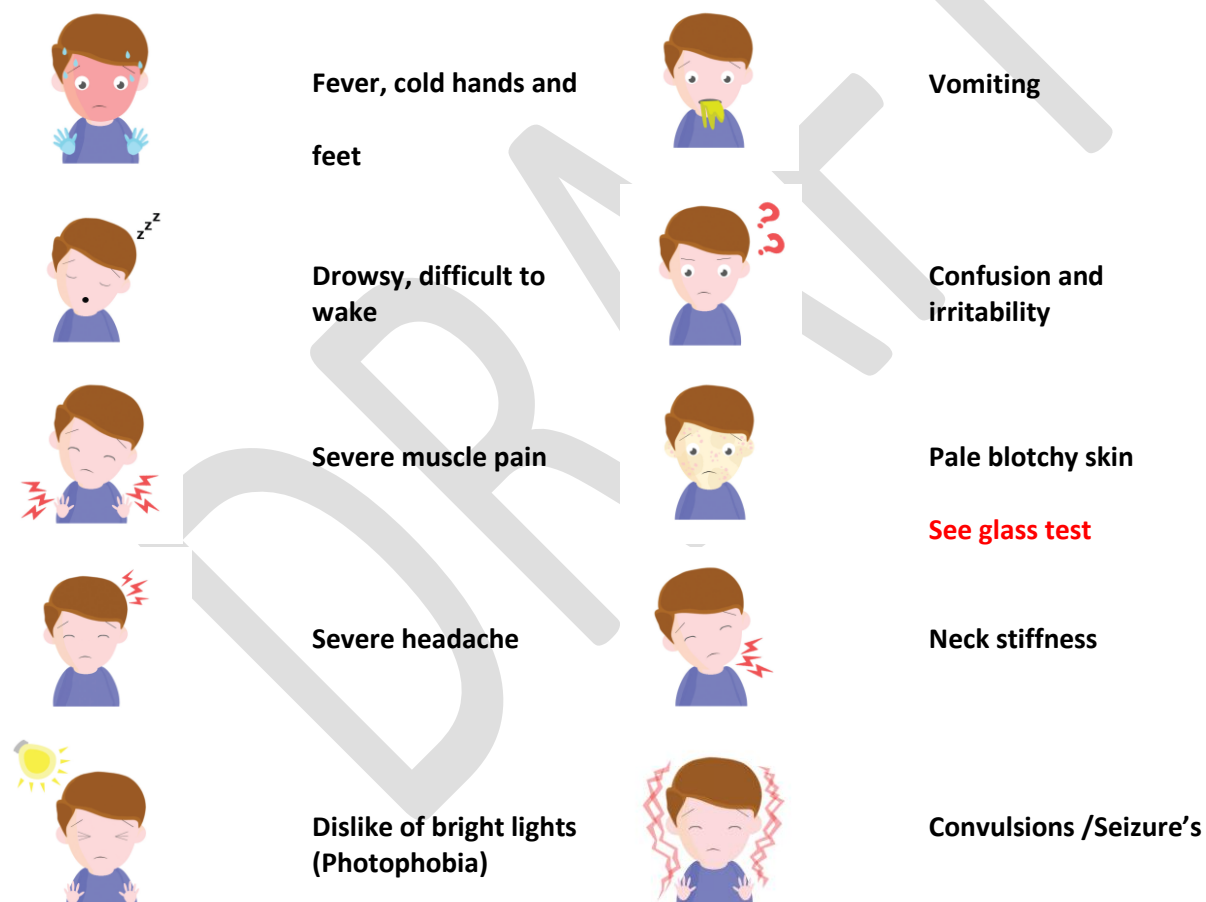 Fever, cold hands and
feet
Vomiting
zzz
Drowsy, difficult to
wake
??
Confusion and
irritability
Severe muscle pain
Pale blotchy skin
See glass test
Severe headache
Neck stiffness
Dislike of bright lights
(Photophobia)
Convulsions /Seizure’s
DRAFT